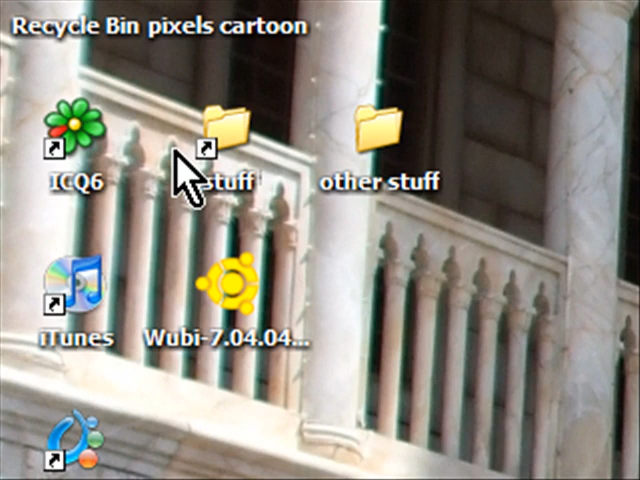 Recycle Bin pixels cartoon
ICQ6
stuff
other stuff
iTunes
Wubi-7.04.04...